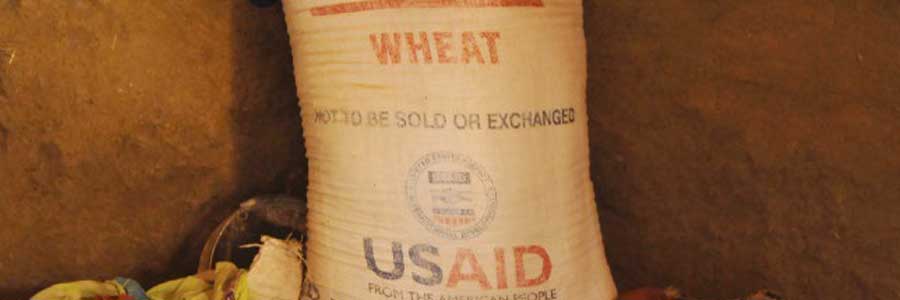 WHEAT
NOT TO BE SOLD OR EXCHANGED
USAID
FROM THE AMERICAN PEOPLE